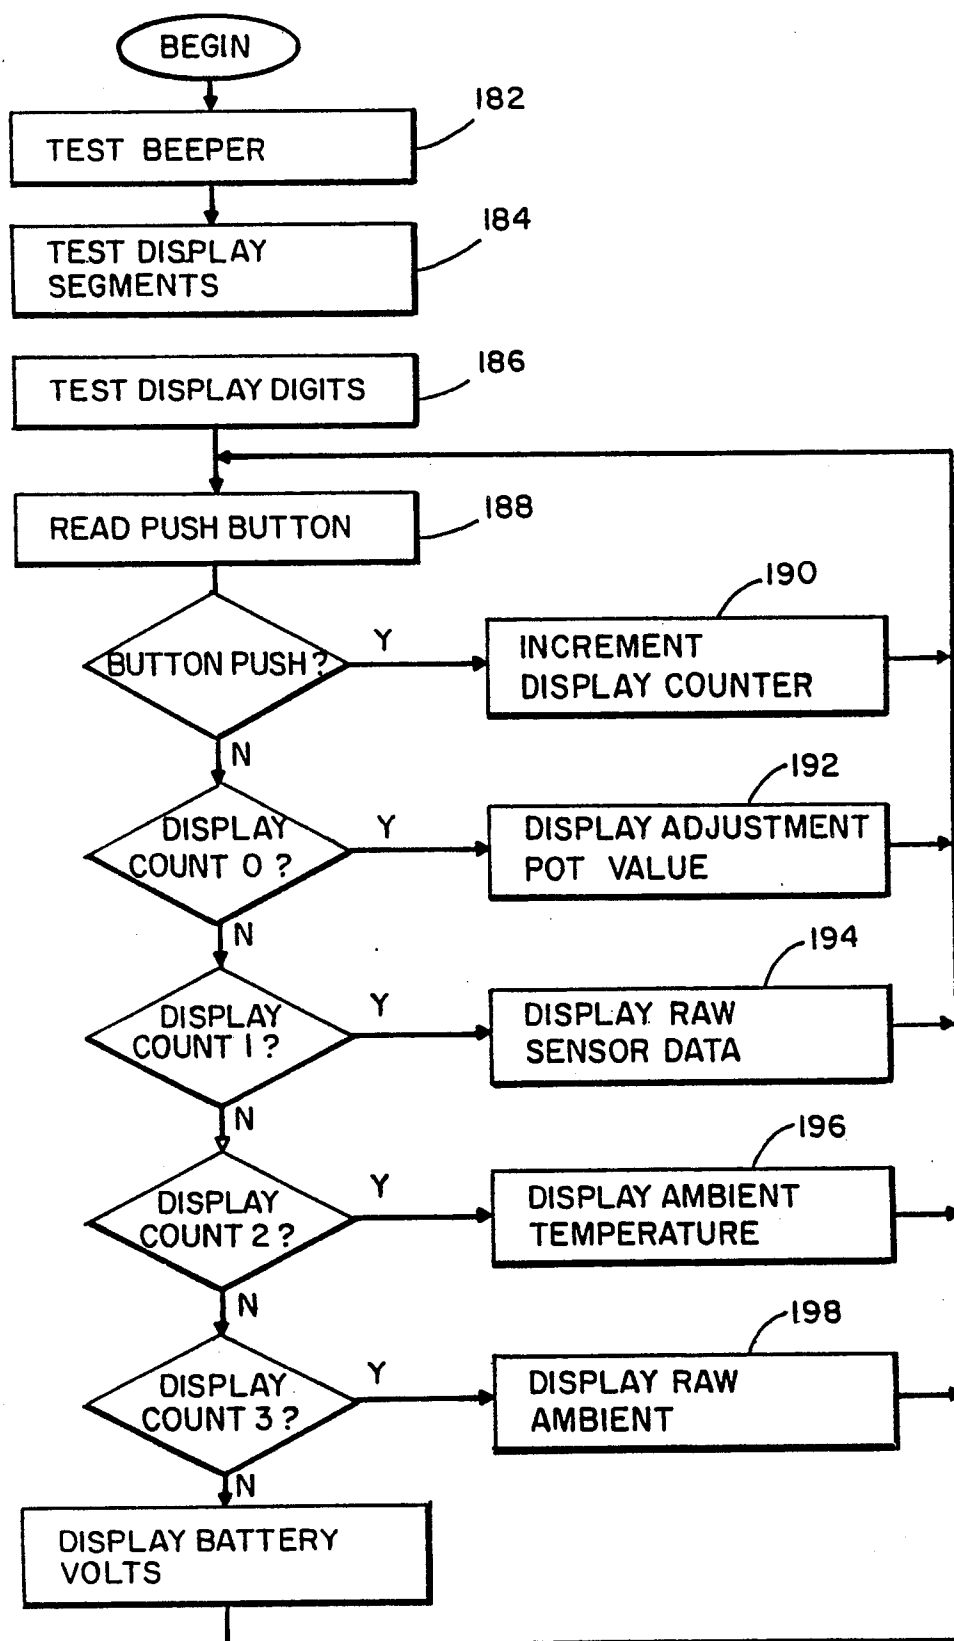 BEGIN
182
TEST BEEPER
184
TEST DISPLAY
SEGMENTS
186
TEST DISPLAY DIGITS
188
READ PUSH BUTTON
190
BUTTON PUSH?
Y
INCREMENT
DISPLAY COUNTER
N
192
DISPLAY
COUNT 0?
Y
DISPLAY ADJUSTMENT
POT VALUE
N
194
DISPLAY
COUNT 1?
Y
DISPLAY RAW
SENSOR DATA
N
196
DISPLAY
COUNT 2?
Y
DISPLAY AMBIENT
TEMPERATURE
N
198
DISPLAY
COUNT 3?
Y
DISPLAY RAW
AMBIENT
N
DISPLAY BATTERY
VOLTS